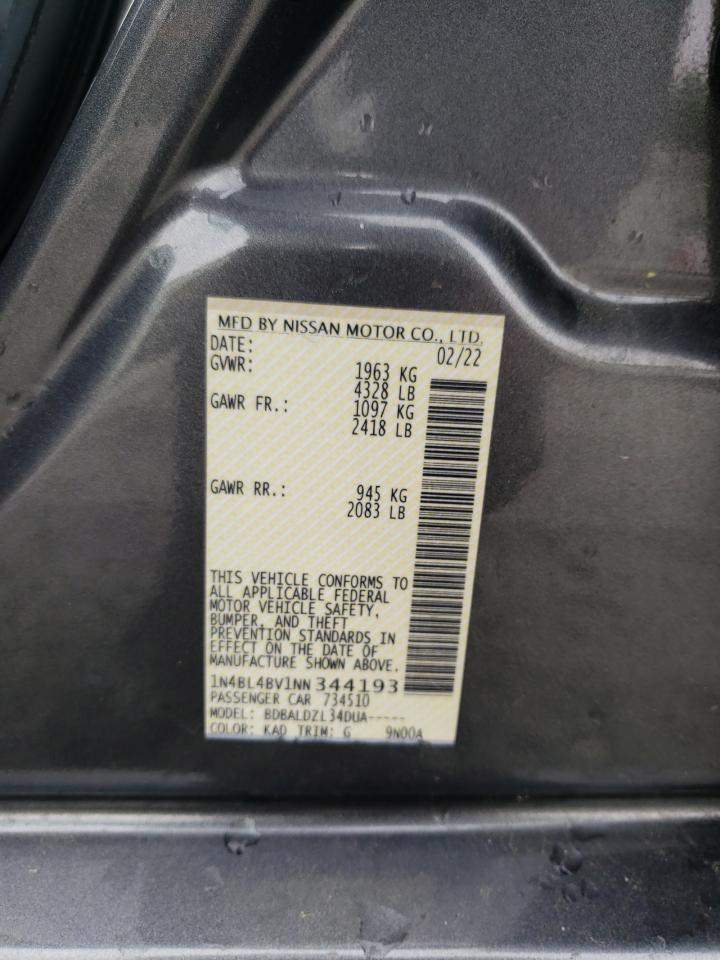 MFD BY NISSAN MOTOR CO., LTD.
DATE: 02/22
GVWR: 1963 KG
4328 LB
GAWR FR.: 1097 KG
2418 LB
GAWR RR.: 945 KG
2083 LB
THIS VEHICLE CONFORMS TO
ALL APPLICABLE FEDERAL
MOTOR VEHICLE SAFETY,
BUMPER, AND THEFT
PREVENTION STANDARDS IN
EFFECT ON THE DATE OF
MANUFACTURE SHOWN ABOVE.
1N4BL4BV1NN344193
PASSENGER CAR 734510
MODEL: BDBALDZL34DUA-----
COLOR: KAD TRIM: G 9N00A